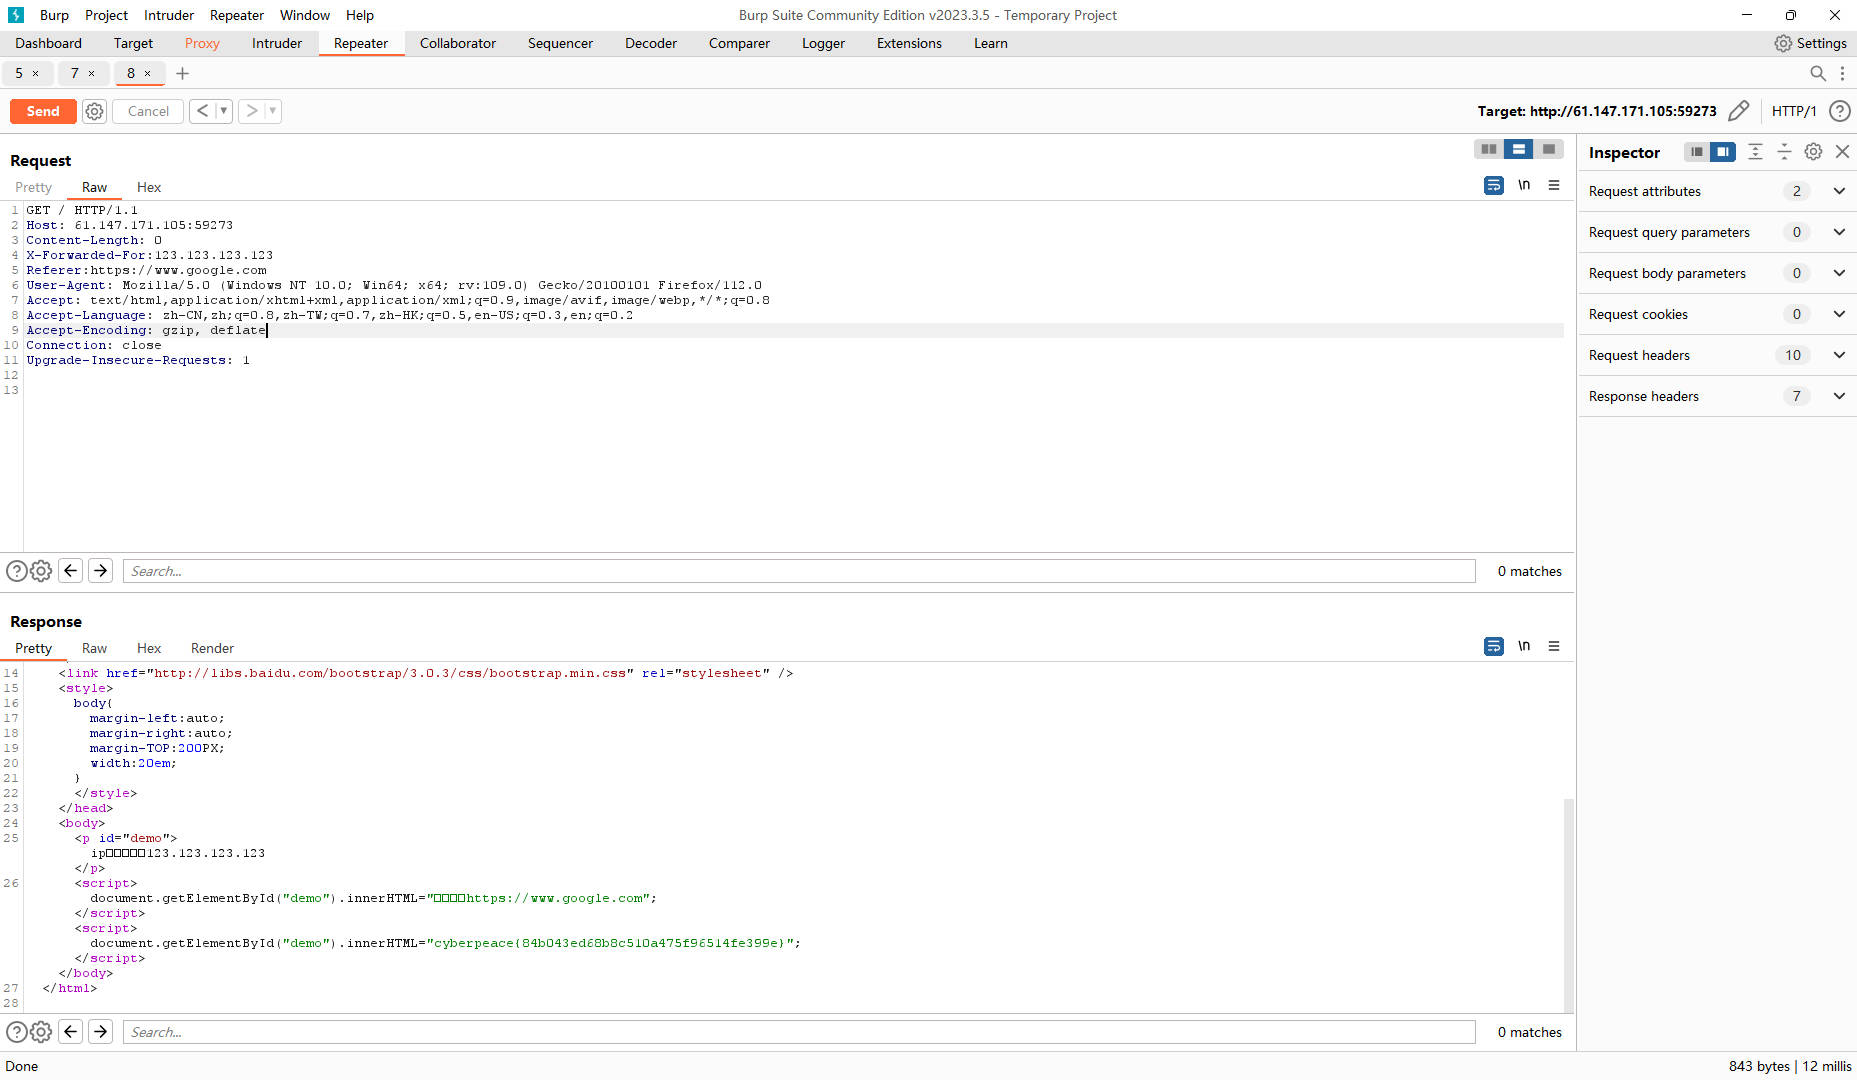 Burp Project Intruder Repeater Window Help Burp Suite Community Edition v2023.3.5 - Temporary Project
Dashboard Target Proxy Intruder Repeater Collaborator Sequencer Decoder Comparer Logger Extensions Learn Settings
5 × 7 × 8 × +
Send Cancel < > Target: http://61.147.171.105:59273 HTTP/1 ?
Request
Pretty Raw Hex \n
1 GET / HTTP/1.1
2 Host: 61.147.171.105:59273
3 Content-Length: 0
4 X-Forwarded-For:123.123.123.123
5 Referer:https://www.google.com
6 User-Agent: Mozilla/5.0 (Windows NT 10.0; Win64; x64; rv:109.0) Gecko/20100101 Firefox/112.0
7 Accept: text/html,application/xhtml+xml,application/xml;q=0.9,image/avif,image/webp,*/*;q=0.8
8 Accept-Language: zh-CN,zh;q=0.8,zh-TW;q=0.7,zh-HK;q=0.5,en-US;q=0.3,en;q=0.2
9 Accept-Encoding: gzip, deflate
10 Connection: close
11 Upgrade-Insecure-Requests: 1
12
13
Search... 0 matches
Response
Pretty Raw Hex Render \n
14 <link href="http://libs.baidu.com/bootstrap/3.0.3/css/bootstrap.min.css" rel="stylesheet" />
15 <style>
16 body{
17 margin-left:auto;
18 margin-right:auto;
19 margin-TOP:200PX;
20 width:20em;
21 }
22 </style>
23 </head>
24 <body>
25 <p id="demo">
ip□□□□□123.123.123.123
</p>
26 <script>
document.getElementById("demo").innerHTML="□□□□https://www.google.com";
</script>
<script>
document.getElementById("demo").innerHTML="cyberpeace{84b043ed68b8c510a475f96514fe399e}";
</script>
</body>
27 </html>
28
Search... 0 matches
Inspector
Request attributes 2
Request query parameters 0
Request body parameters 0
Request cookies 0
Request headers 10
Response headers 7
Done 843 bytes | 12 millis